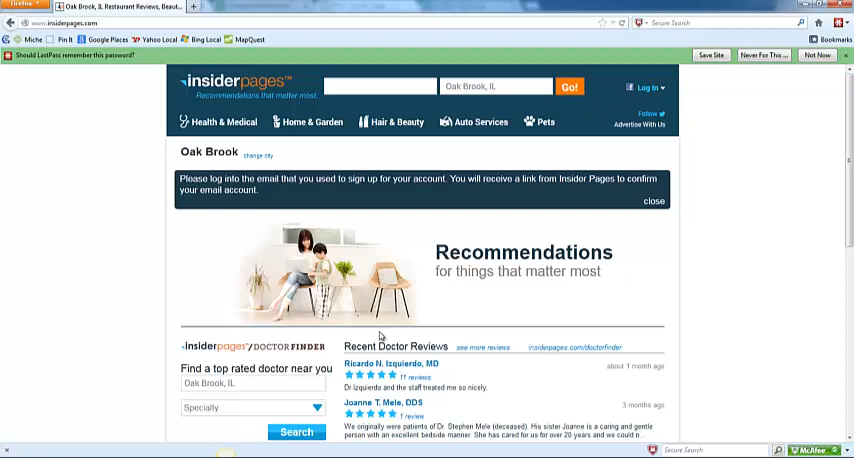 Firefox
Oak Brook, IL Restaurant Reviews, Beaut...
www.insiderpages.com
Secure Search
Miche
Pin It
Google Places
Yahoo Local
Bing Local
MapQuest
Bookmarks
Should LastPass remember this password?
Save Site
Never For This ...
Not Now
insiderpages™
Recommendations that matter most.
Oak Brook, IL
Go!
Log In
Health & Medical
Home & Garden
Hair & Beauty
Auto Services
Pets
Follow
Advertise With Us
Oak Brook
change city
Please log into the email that you used to sign up for your account. You will receive a link from Insider Pages to confirm
your email account.
close
Recommendations
for things that matter most
insiderpages/DOCTOR FINDER
Find a top rated doctor near you
Oak Brook, IL
Specialty
Search
Recent Doctor Reviews
see more reviews
insiderpages.com/doctorfinder
Ricardo N. Izquierdo, MD
about 1 month ago
11 reviews
Dr Izquierdo and the staff treated me so nicely.
Joanne T. Mele, DDS
3 months ago
1 review
We originally were patients of Dr. Stephen Mele (deceased). His sister Joanne is a caring and gentle
person with an excellent bedside manner. She has cared for us for over 20 years and we could n...
Secure Search
McAfee